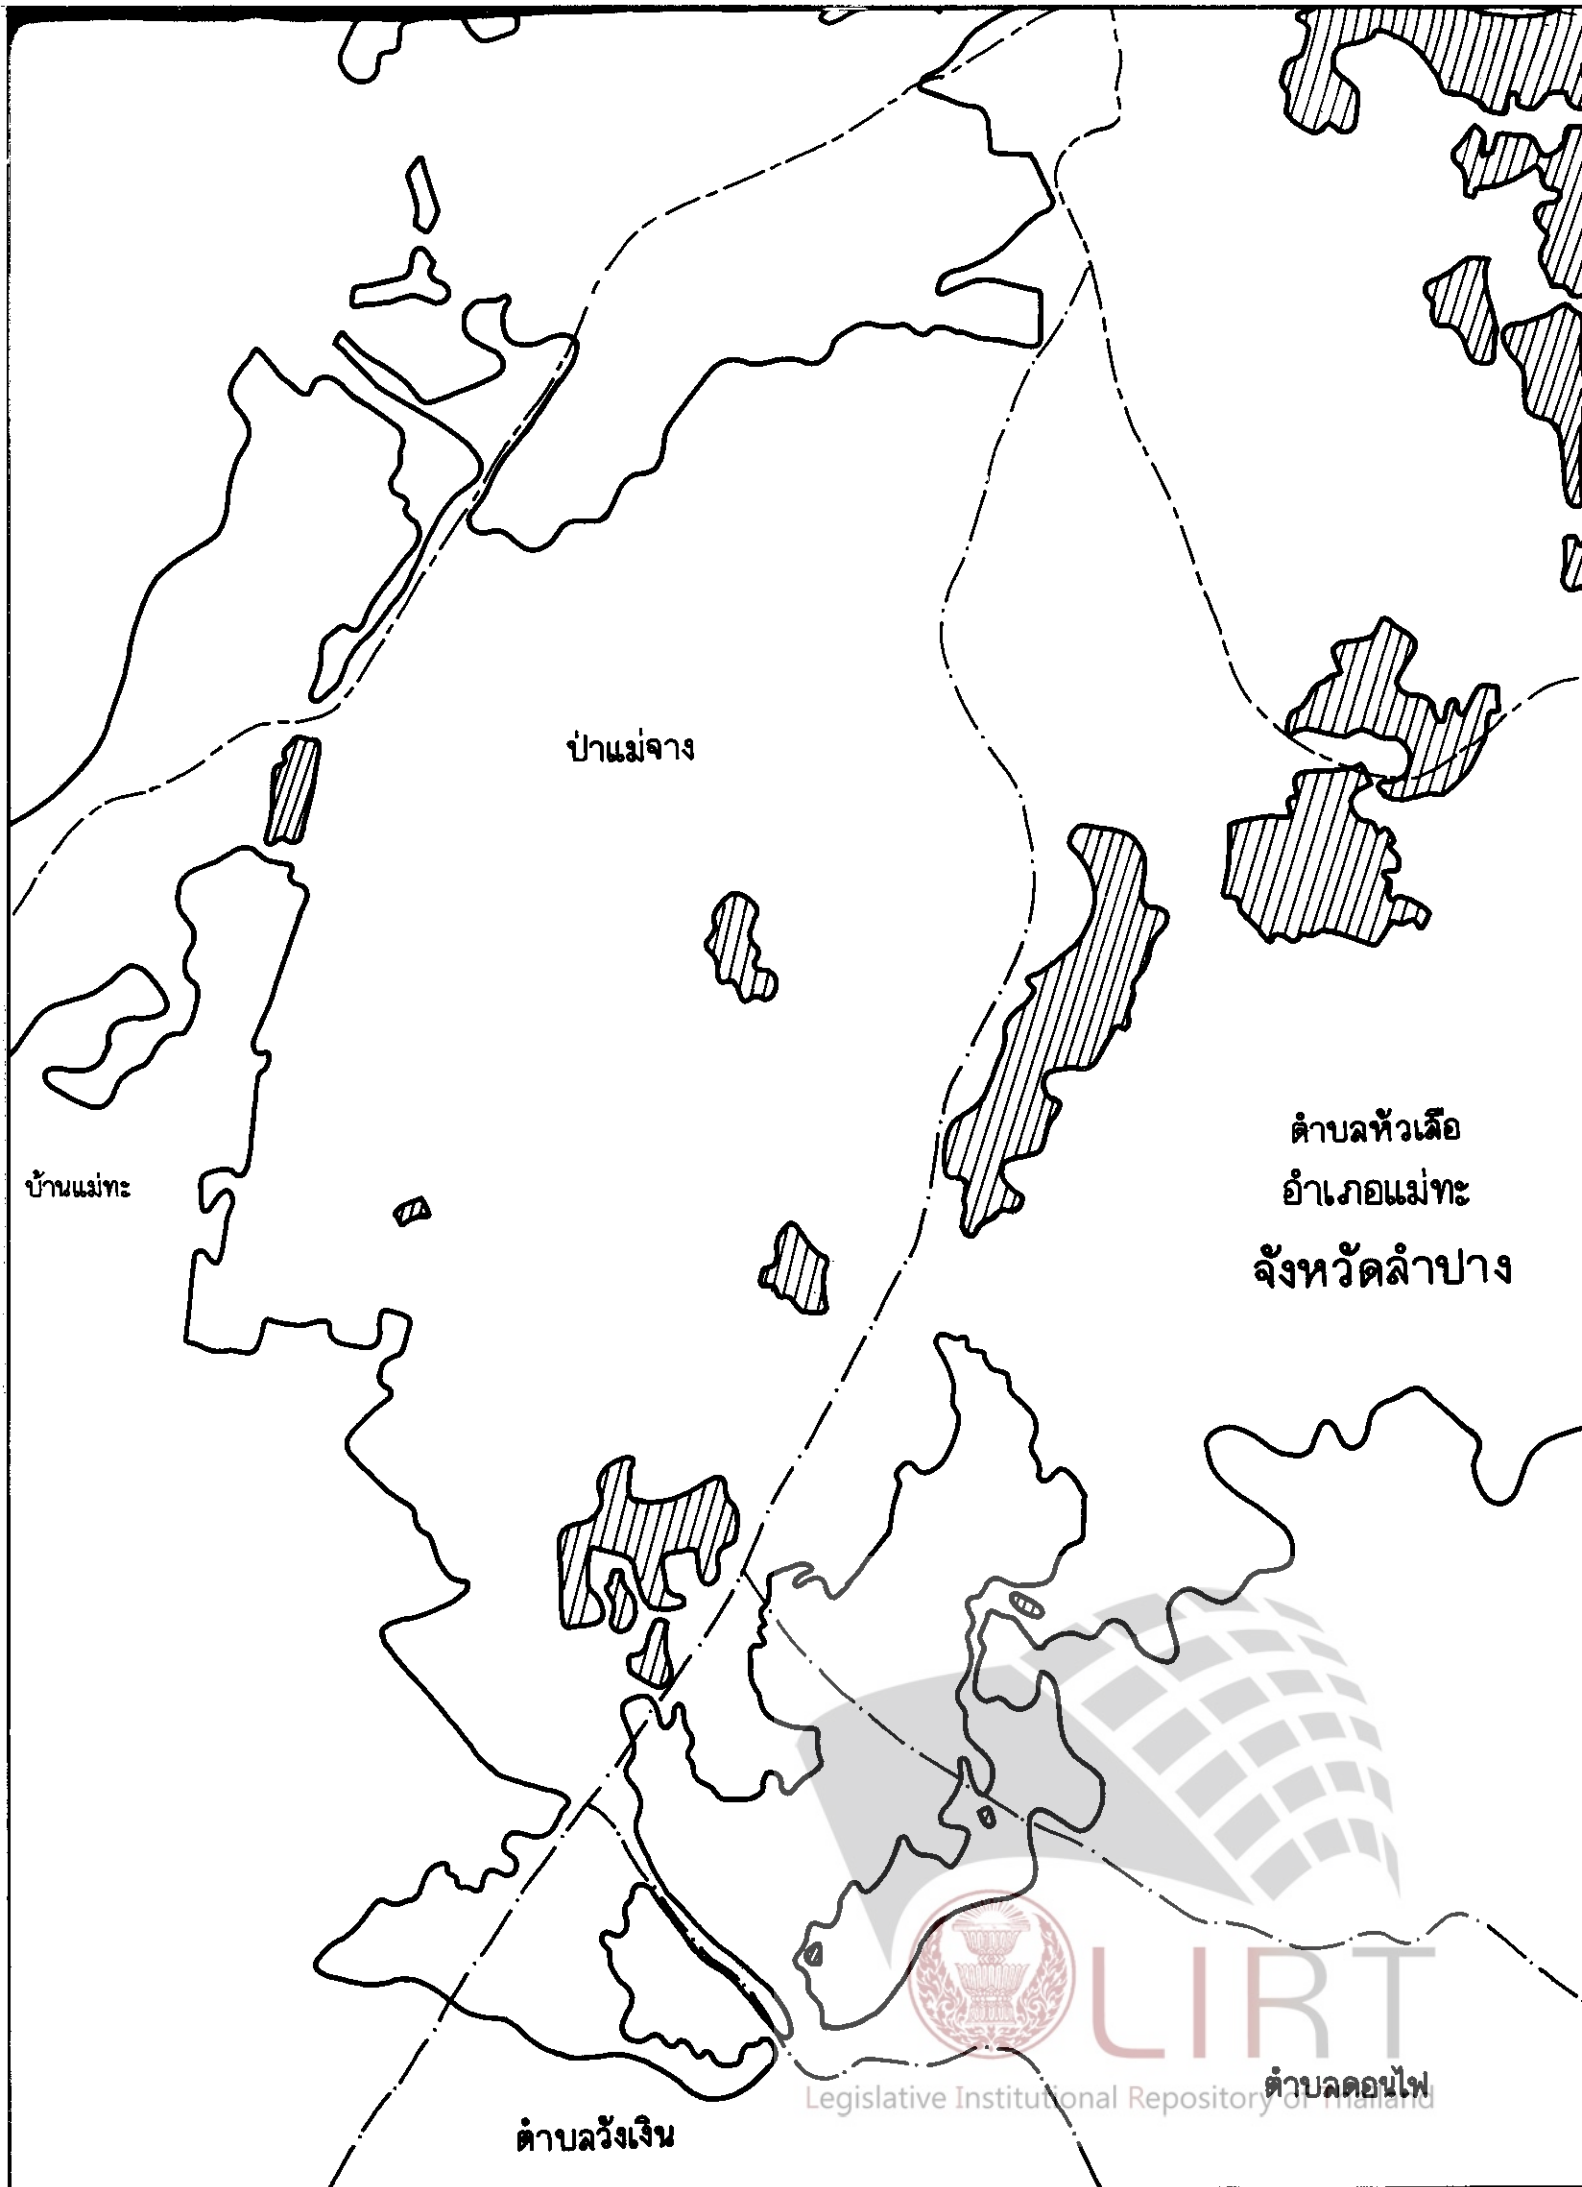 ป่าแม่จาง
ตำบลหัวเสือ
อำเภอแม่ทะ
จังหวัดลำปาง
บ้านแม่ทะ
LIRT
Legislative Institutional Repository of Thailand
ตำบลดอนไฟ
ตำบลวังเงิน